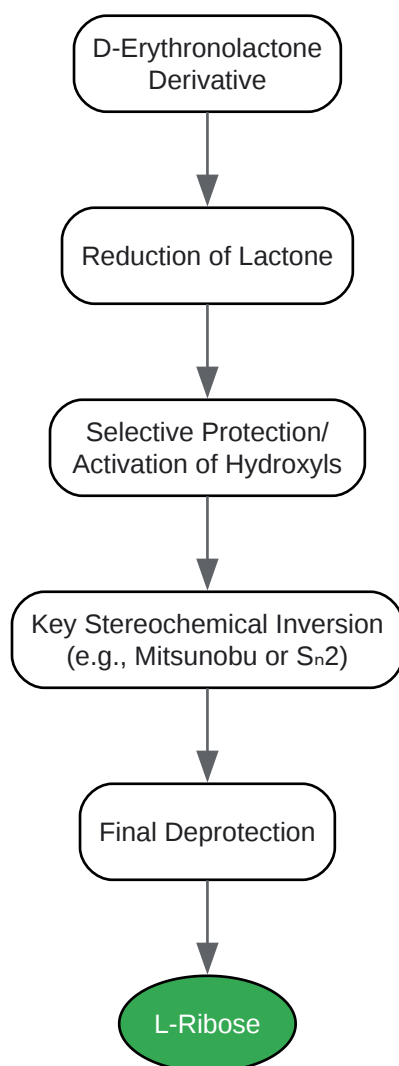 D-Erythronolactone
Derivative
Reduction of Lactone
Selective Protection/
Activation of Hydroxyls
Key Stereochemical Inversion
(e.g., Mitsunobu or Sₙ2)
Final Deprotection
L-Ribose